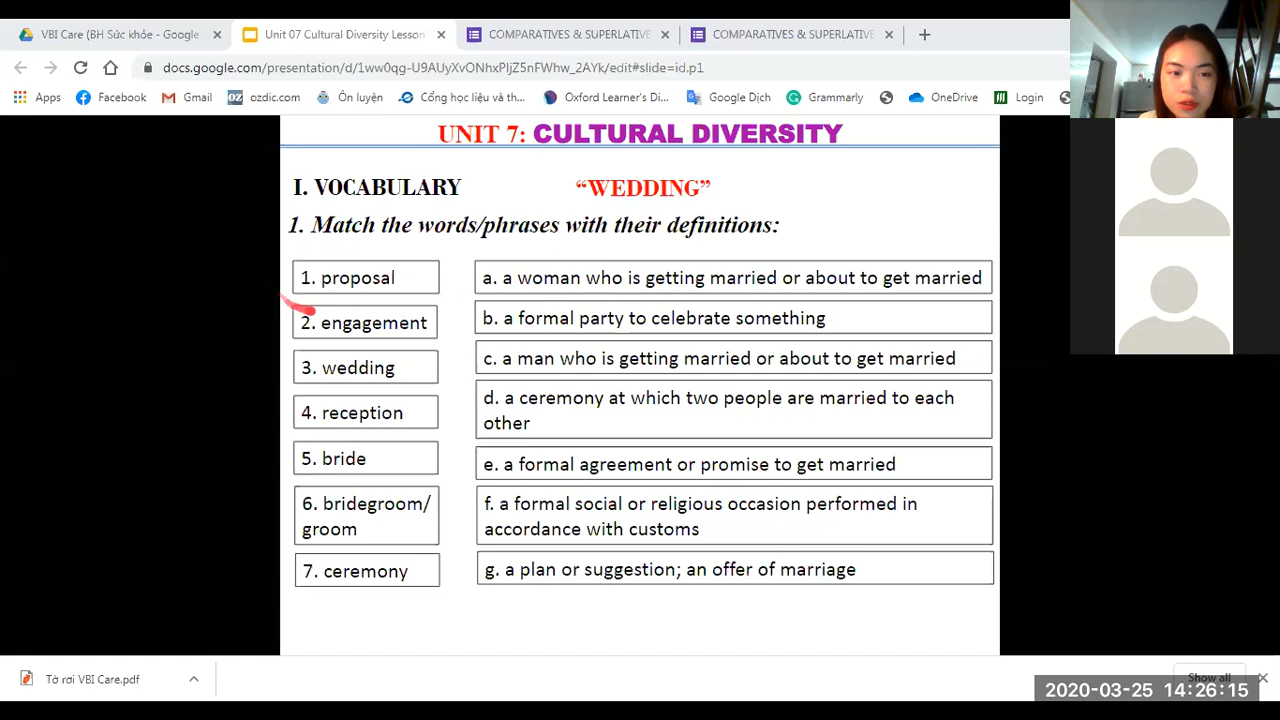 VBI Care (BH Sức khỏe - Google
Unit 07 Cultural Diversity Lesson
COMPARATIVES & SUPERLATIVE
COMPARATIVES & SUPERLATIVE
docs.google.com/presentation/d/1ww0qg-U9AUyXvONHxPljZ5nFWhw_2AYk/edit#slide=id.p1
Apps
Facebook
Gmail
OZ ozdic.com
Ôn luyện
Cổng học liệu và th...
Oxford Learner's Di...
Google Dịch
Grammarly
OneDrive
Login
UNIT 7: CULTURAL DIVERSITY
I. VOCABULARY
“WEDDING”
1. Match the words/phrases with their definitions:
1. proposal
2. engagement
3. wedding
4. reception
5. bride
6. bridegroom/
groom
7. ceremony
a. a woman who is getting married or about to get married
b. a formal party to celebrate something
c. a man who is getting married or about to get married
d. a ceremony at which two people are married to each
other
e. a formal agreement or promise to get married
f. a formal social or religious occasion performed in
accordance with customs
g. a plan or suggestion; an offer of marriage
Tờ rơi VBI Care.pdf
Show all
2020-03-25 14:26:15